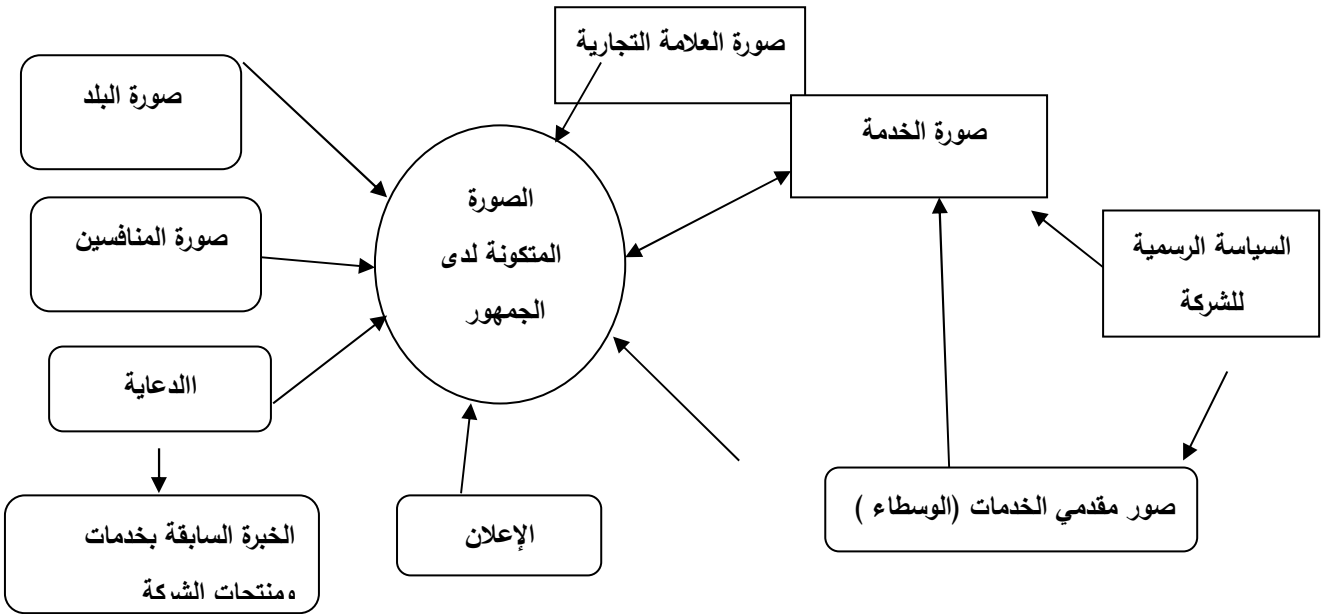 صورة العلامة التجارية
صورة البلد
صورة الخدمة
الصورة
المتكونة لدى
الجمهور
صورة المنافسين
السياسة الرسمية
للشركة
االدعاية
صور مقدمي الخدمات (الوسطاء )
الإعلان
الخبرة السابقة بخدمات
ومنتجات الشركة